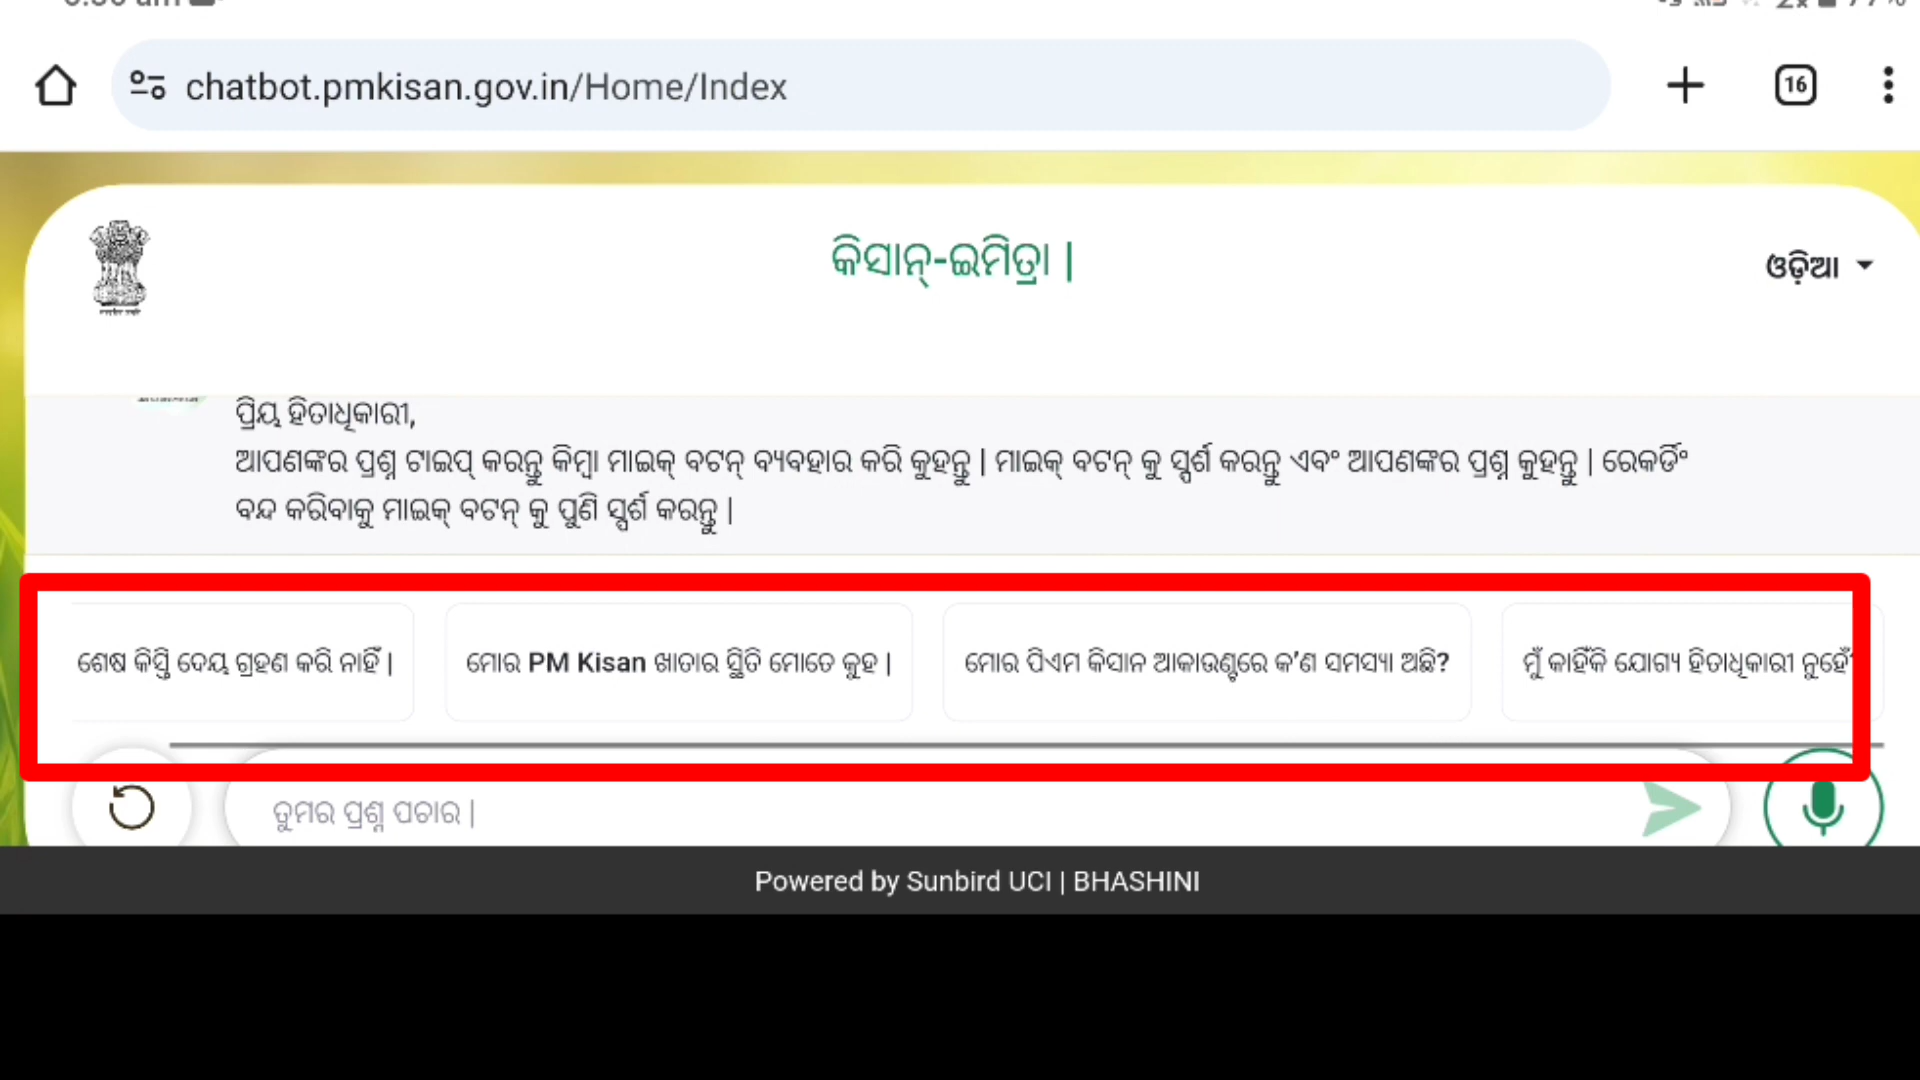 chatbot.pmkisan.gov.in/Home/Index
16
କିସାନ୍-ଇମିତ୍ରା |
ଓଡ଼ିଆ
ପ୍ରିୟ ହିତାଧିକାରୀ,
ଆପଣଙ୍କର ପ୍ରଶ୍ନ ଟାଇପ୍ କରନ୍ତୁ କିମ୍ବା ମାଇକ୍ ବଟନ୍ ବ୍ୟବହାର କରି କୁହନ୍ତୁ | ମାଇକ୍ ବଟନ୍ କୁ ସ୍ପର୍ଶ କରନ୍ତୁ ଏବଂ ଆପଣଙ୍କର ପ୍ରଶ୍ନ କୁହନ୍ତୁ | ରେକର୍ଡିଂ
ବନ୍ଦ କରିବାକୁ ମାଇକ୍ ବଟନ୍ କୁ ପୁଣି ସ୍ପର୍ଶ କରନ୍ତୁ |
ଶେଷ କିସ୍ତି ଦେୟ ଗ୍ରହଣ କରି ନାହିଁ |
ମୋର PM Kisan ଖାତାର ସ୍ଥିତି ମୋତେ କୁହ |
ମୋର ପିଏମ କିସାନ ଆକାଉଣ୍ଟରେ କ'ଣ ସମସ୍ୟା ଅଛି?
ମୁଁ କାହିଁକି ଯୋଗ୍ୟ ହିତାଧିକାରୀ ନୁହେଁ?
ତୁମର ପ୍ରଶ୍ନ ପଚାର |
Powered by Sunbird UCI | BHASHINI